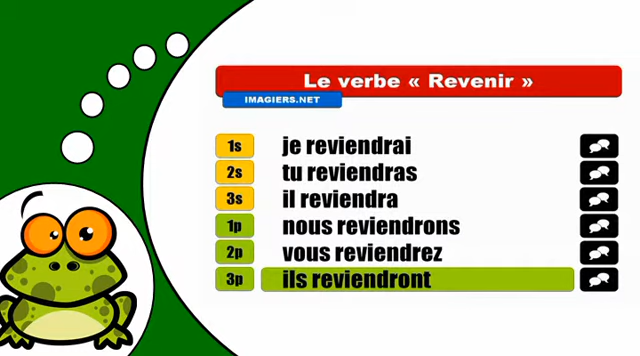 Le verbe « Revenir »
IMAGIERS.NET
1s je reviendrai
2s tu reviendras
3s il reviendra
1p nous reviendrons
2p vous reviendrez
3p ils reviendront